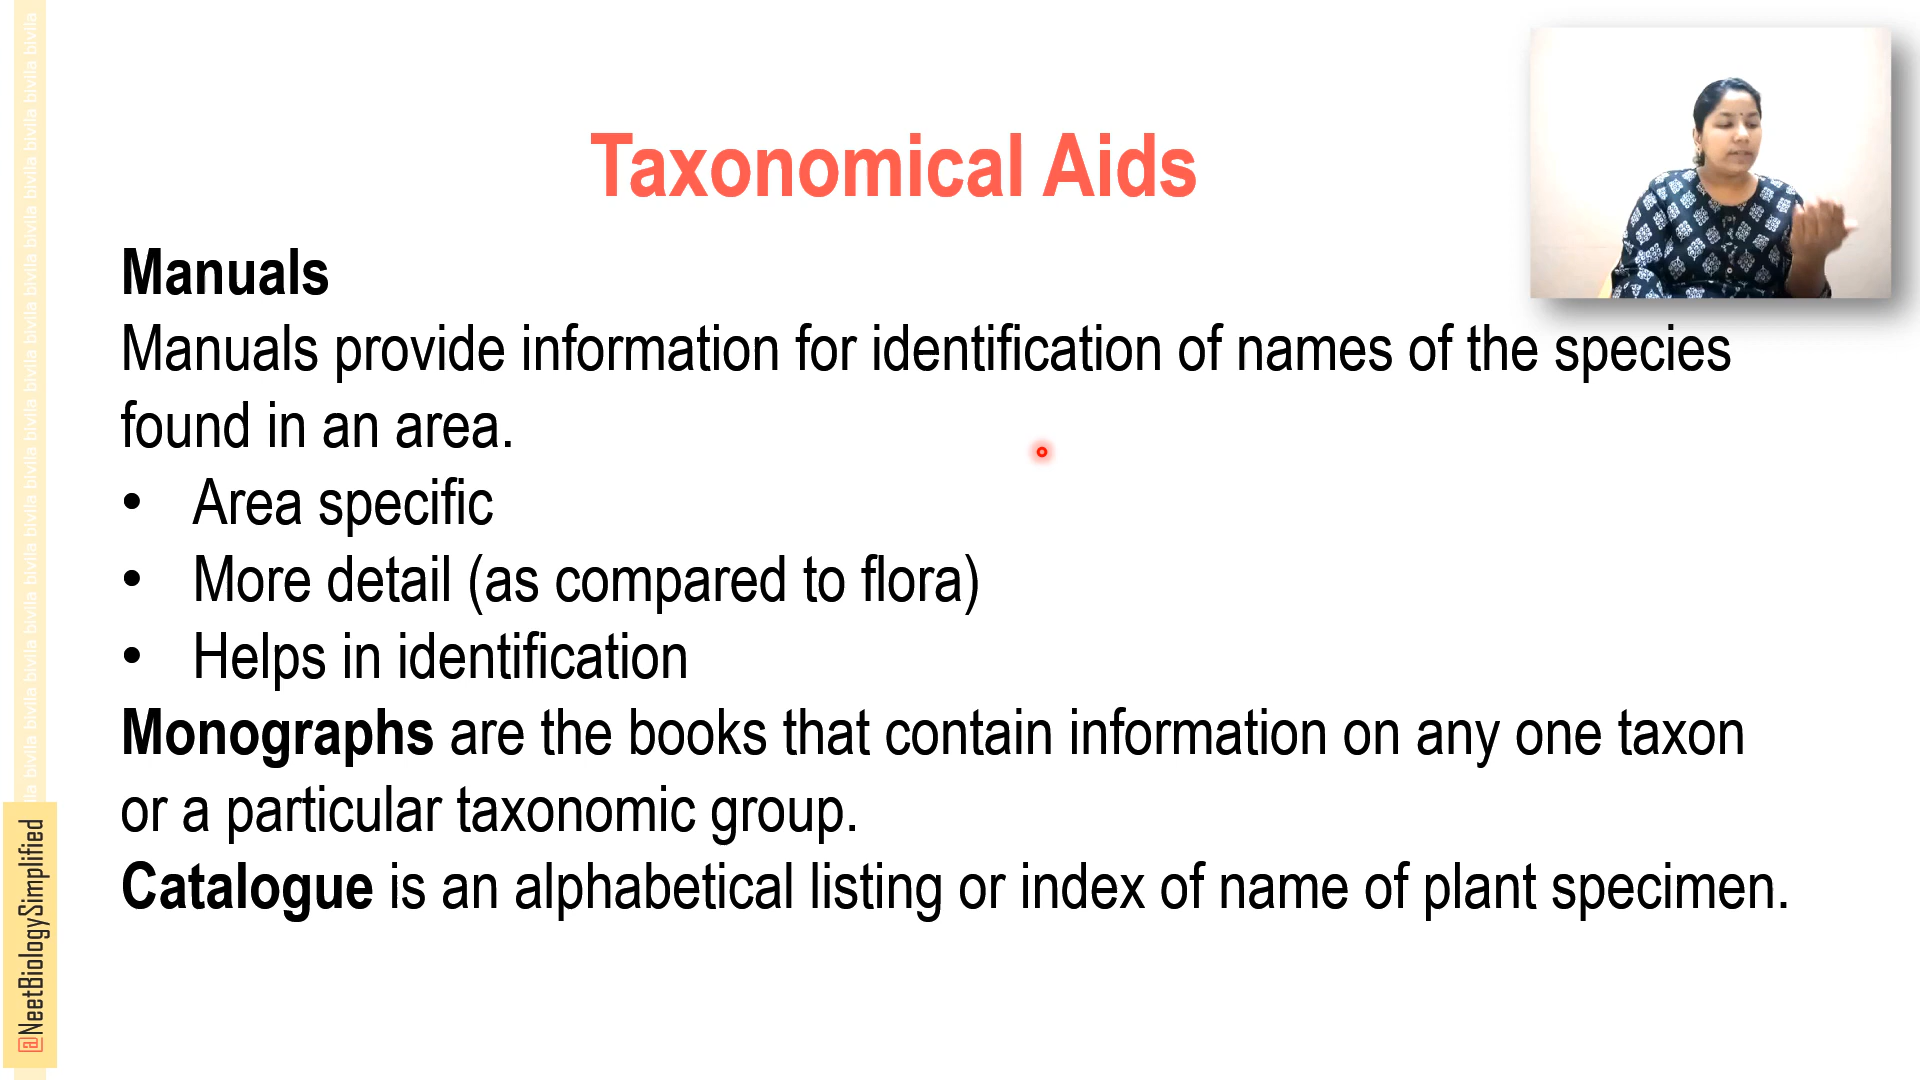 Taxonomical Aids
Manuals
Manuals provide information for identification of names of the species
found in an area.
• Area specific
• More detail (as compared to flora)
• Helps in identification
Monographs are the books that contain information on any one taxon
or a particular taxonomic group.
Catalogue is an alphabetical listing or index of name of plant specimen.
@NeetBiologySimplified